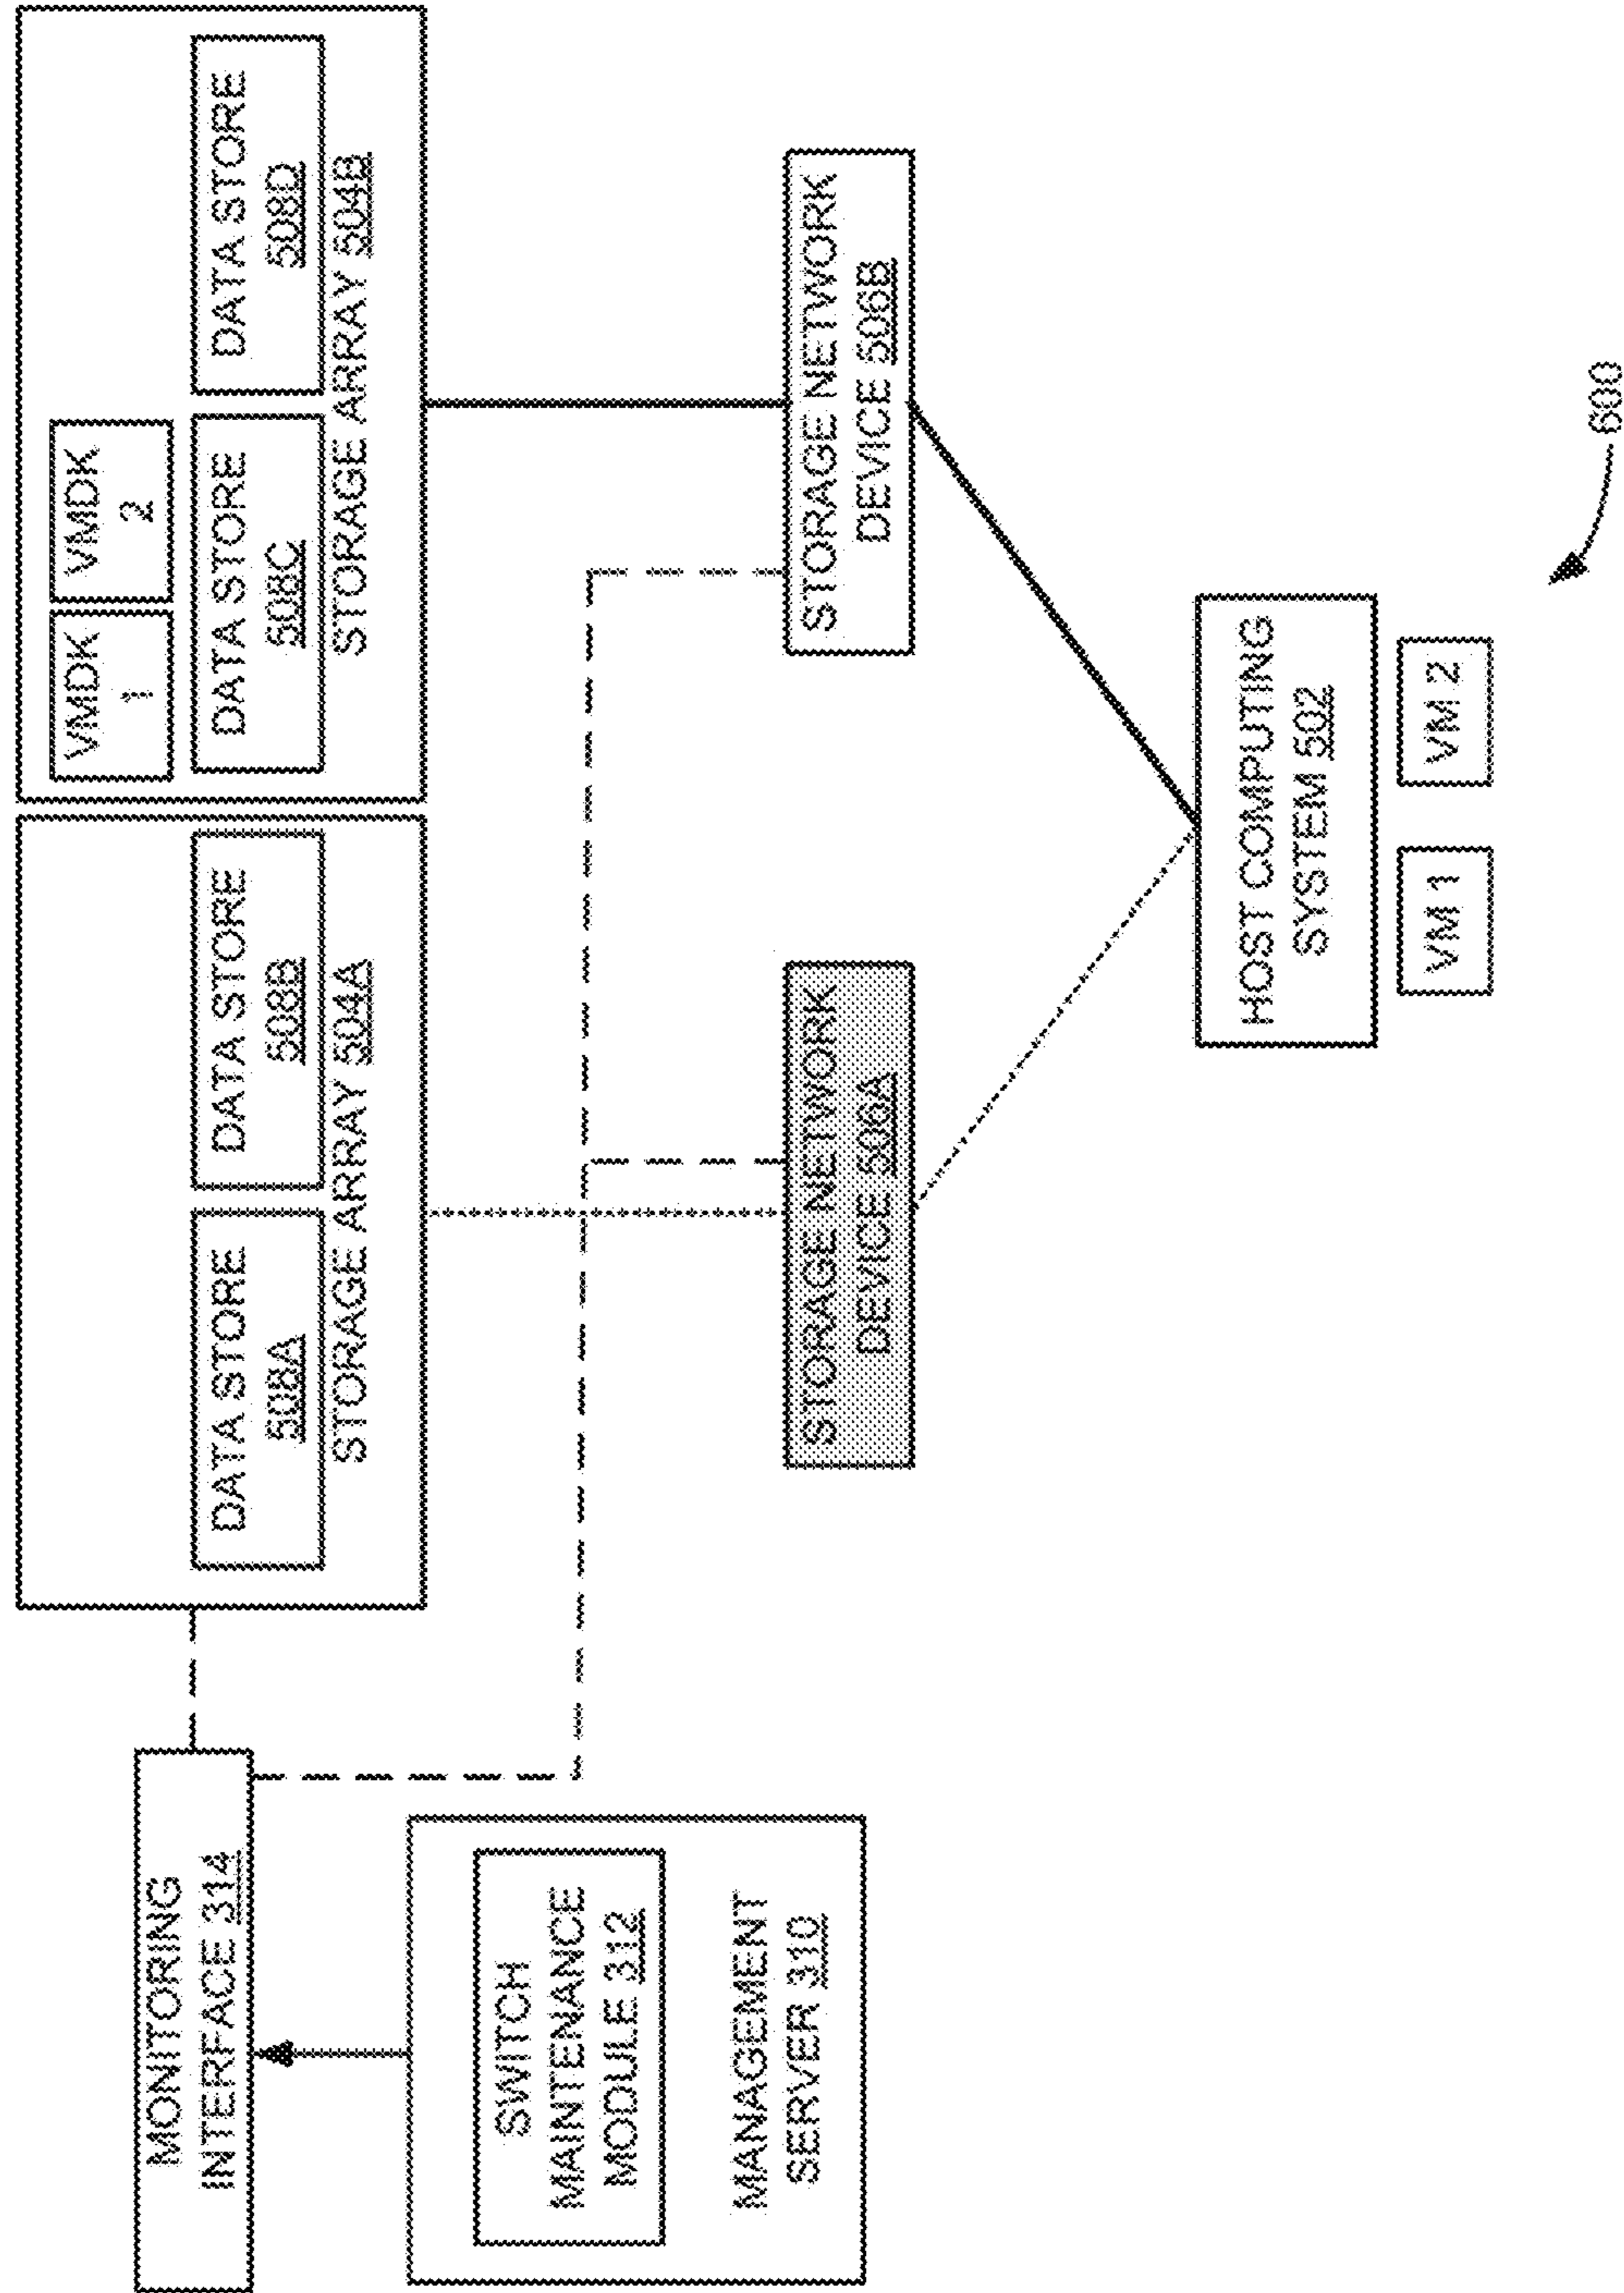 MONITORING
INTERFACE 314
SWITCH
MAINTENANCE
MODULE 312
MANAGEMENT
SERVER 310
DATA STORE
508A
DATA STORE
508B
STORAGE ARRAY 504A
VMDK
1
VMDK
2
DATA STORE
508C
DATA STORE
508D
STORAGE ARRAY 504B
STORAGE NETWORK
DEVICE 506A
STORAGE NETWORK
DEVICE 506B
HOST COMPUTING
SYSTEM 502
VM 1
VM 2
600